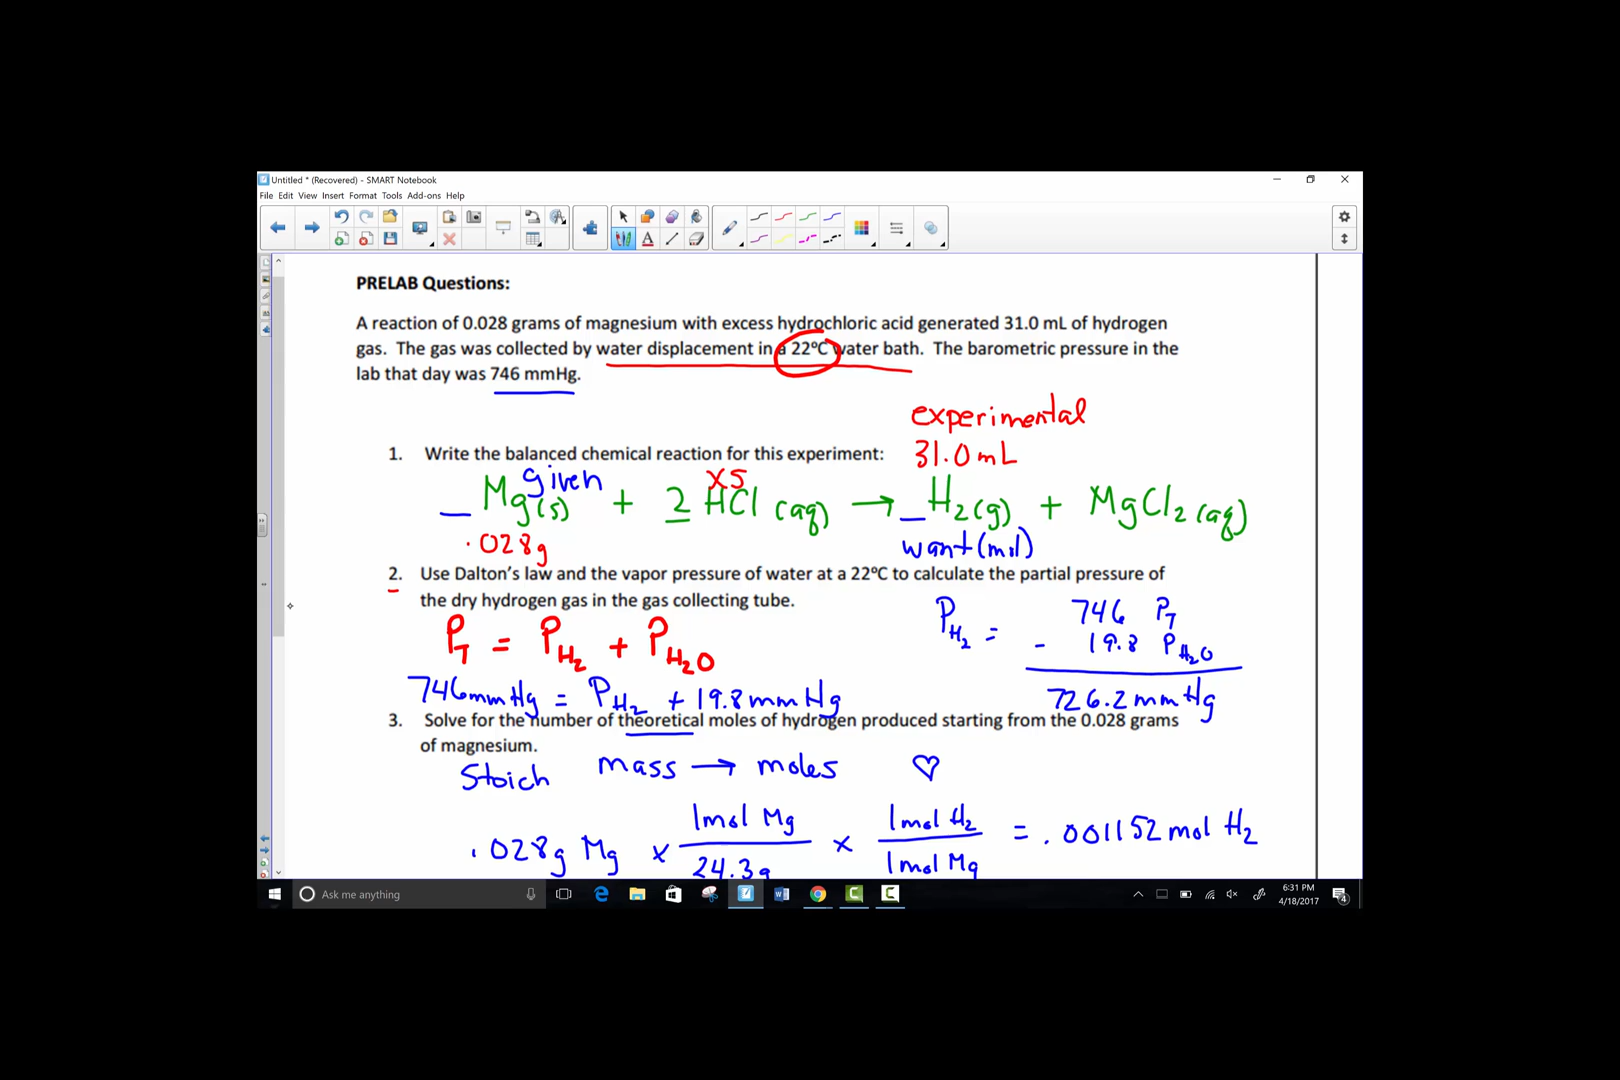 Untitled * (Recovered) - SMART Notebook
File Edit View Insert Format Tools Add-ons Help
PRELAB Questions:
A reaction of 0.028 grams of magnesium with excess hydrochloric acid generated 31.0 mL of hydrogen
gas. The gas was collected by water displacement in a 22°C water bath. The barometric pressure in the
lab that day was 746 mmHg.
experimental
1. Write the balanced chemical reaction for this experiment: 31.0 mL
given XS
_ Mg(s) + 2 HCl (aq) → _ H2(g) + MgCl2 (aq)
.028g want (mol)
2. Use Dalton's law and the vapor pressure of water at a 22°C to calculate the partial pressure of
the dry hydrogen gas in the gas collecting tube.
PT = PH2 + PH2O
746mmHg = PH2 + 19.8mmHg
PH2 = 746 PT
- 19.8 PH2O
726.2 mmHg
3. Solve for the number of theoretical moles of hydrogen produced starting from the 0.028 grams
of magnesium.
Stoich mass → moles ♡
.028g Mg x 1mol Mg / 24.3g x 1mol H2 / 1mol Mg = .001152 mol H2
Ask me anything
6:31 PM
4/18/2017
4